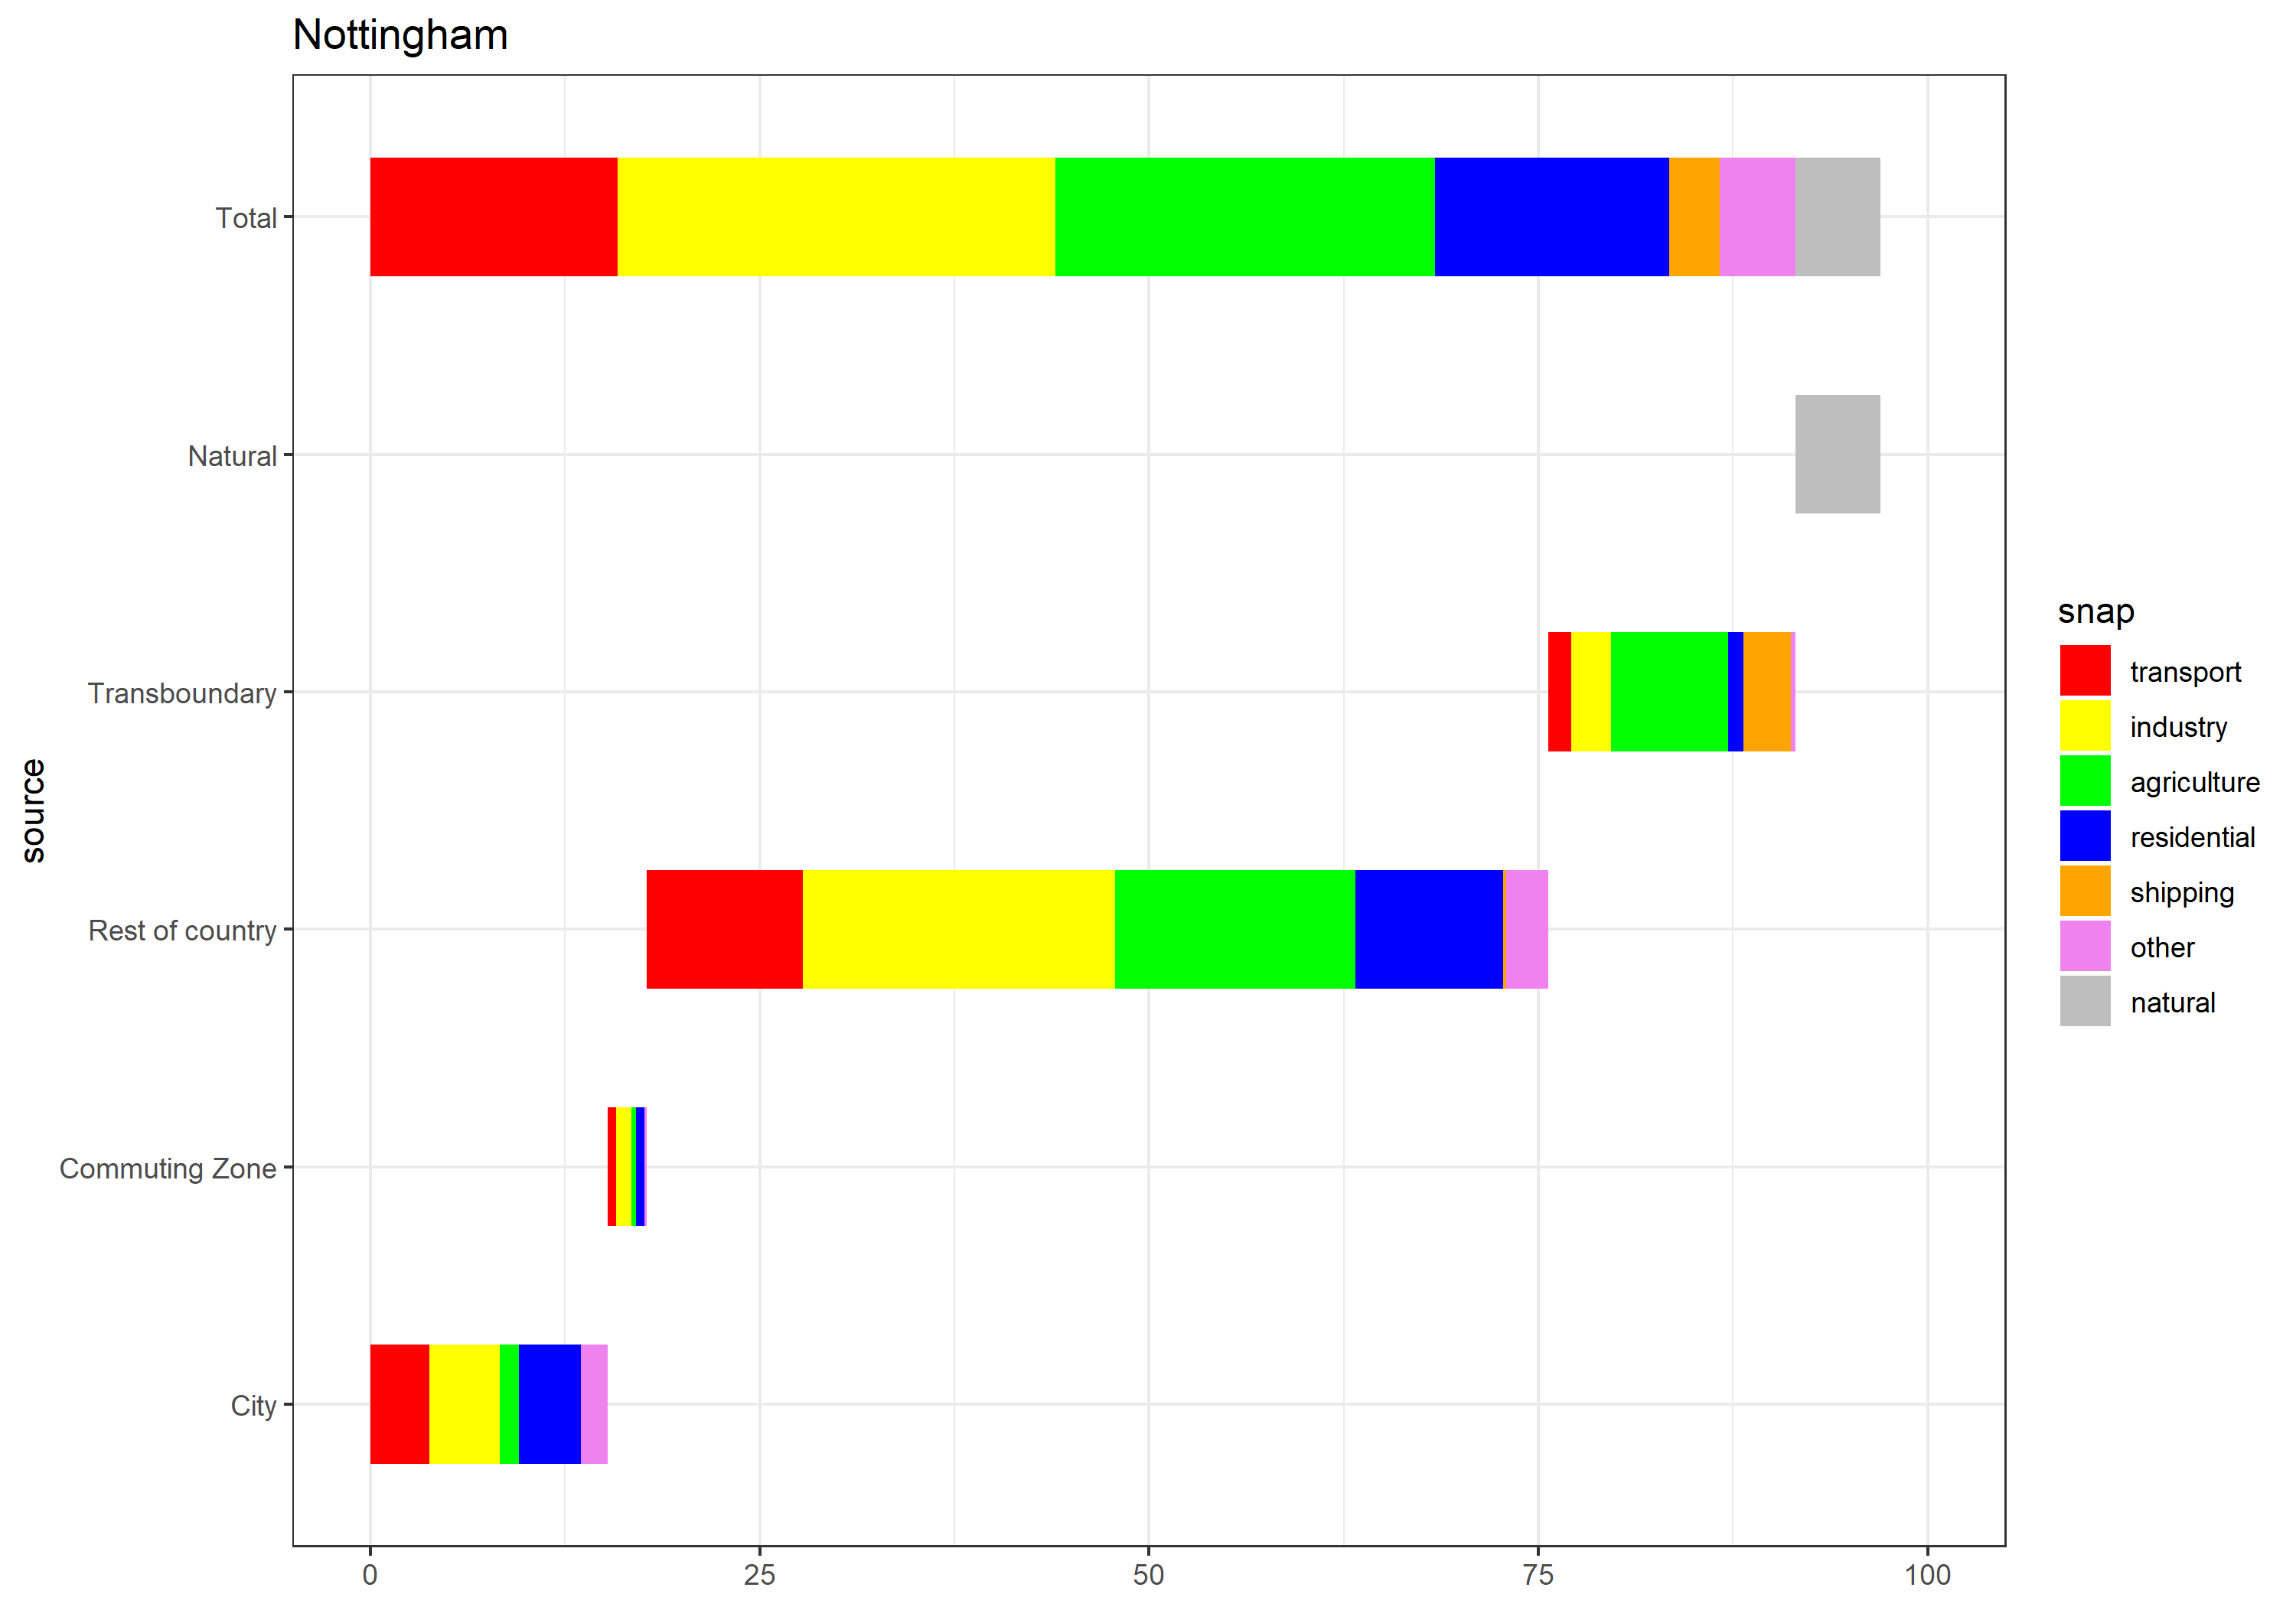 Nottingham
source
Total
Natural
Transboundary
Rest of country
Commuting Zone
City
0 25 50 75 100
snap
transport
industry
agriculture
residential
shipping
other
natural